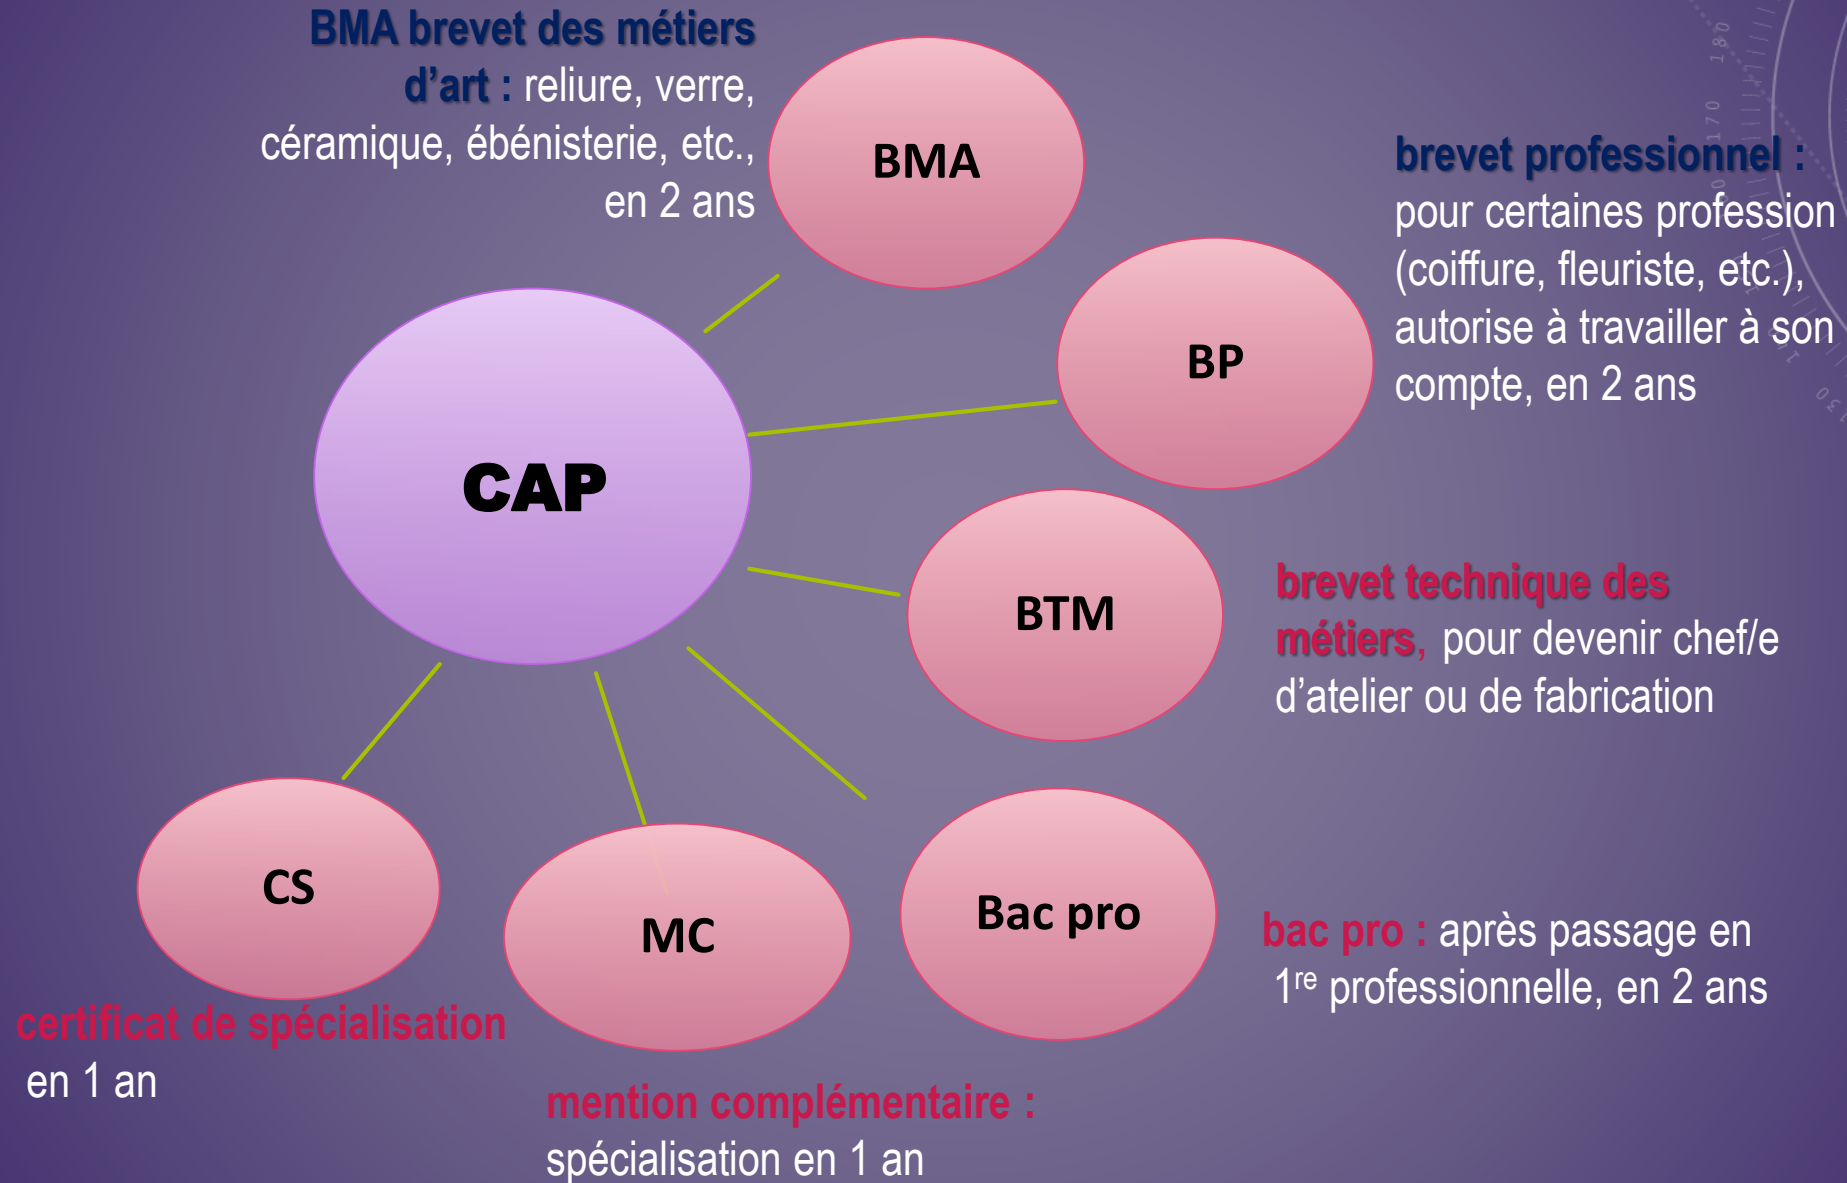 BMA brevet des métiers
d’art : reliure, verre,
céramique, ébénisterie, etc.,
en 2 ans
BMA
brevet professionnel :
pour certaines profession
(coiffure, fleuriste, etc.),
autorise à travailler à son
compte, en 2 ans
BP
CAP
BTM
brevet technique des
métiers, pour devenir chef/e
d’atelier ou de fabrication
Bac pro
bac pro : après passage en
1re professionnelle, en 2 ans
CS
certificat de spécialisation
en 1 an
MC
mention complémentaire :
spécialisation en 1 an
180
170
130